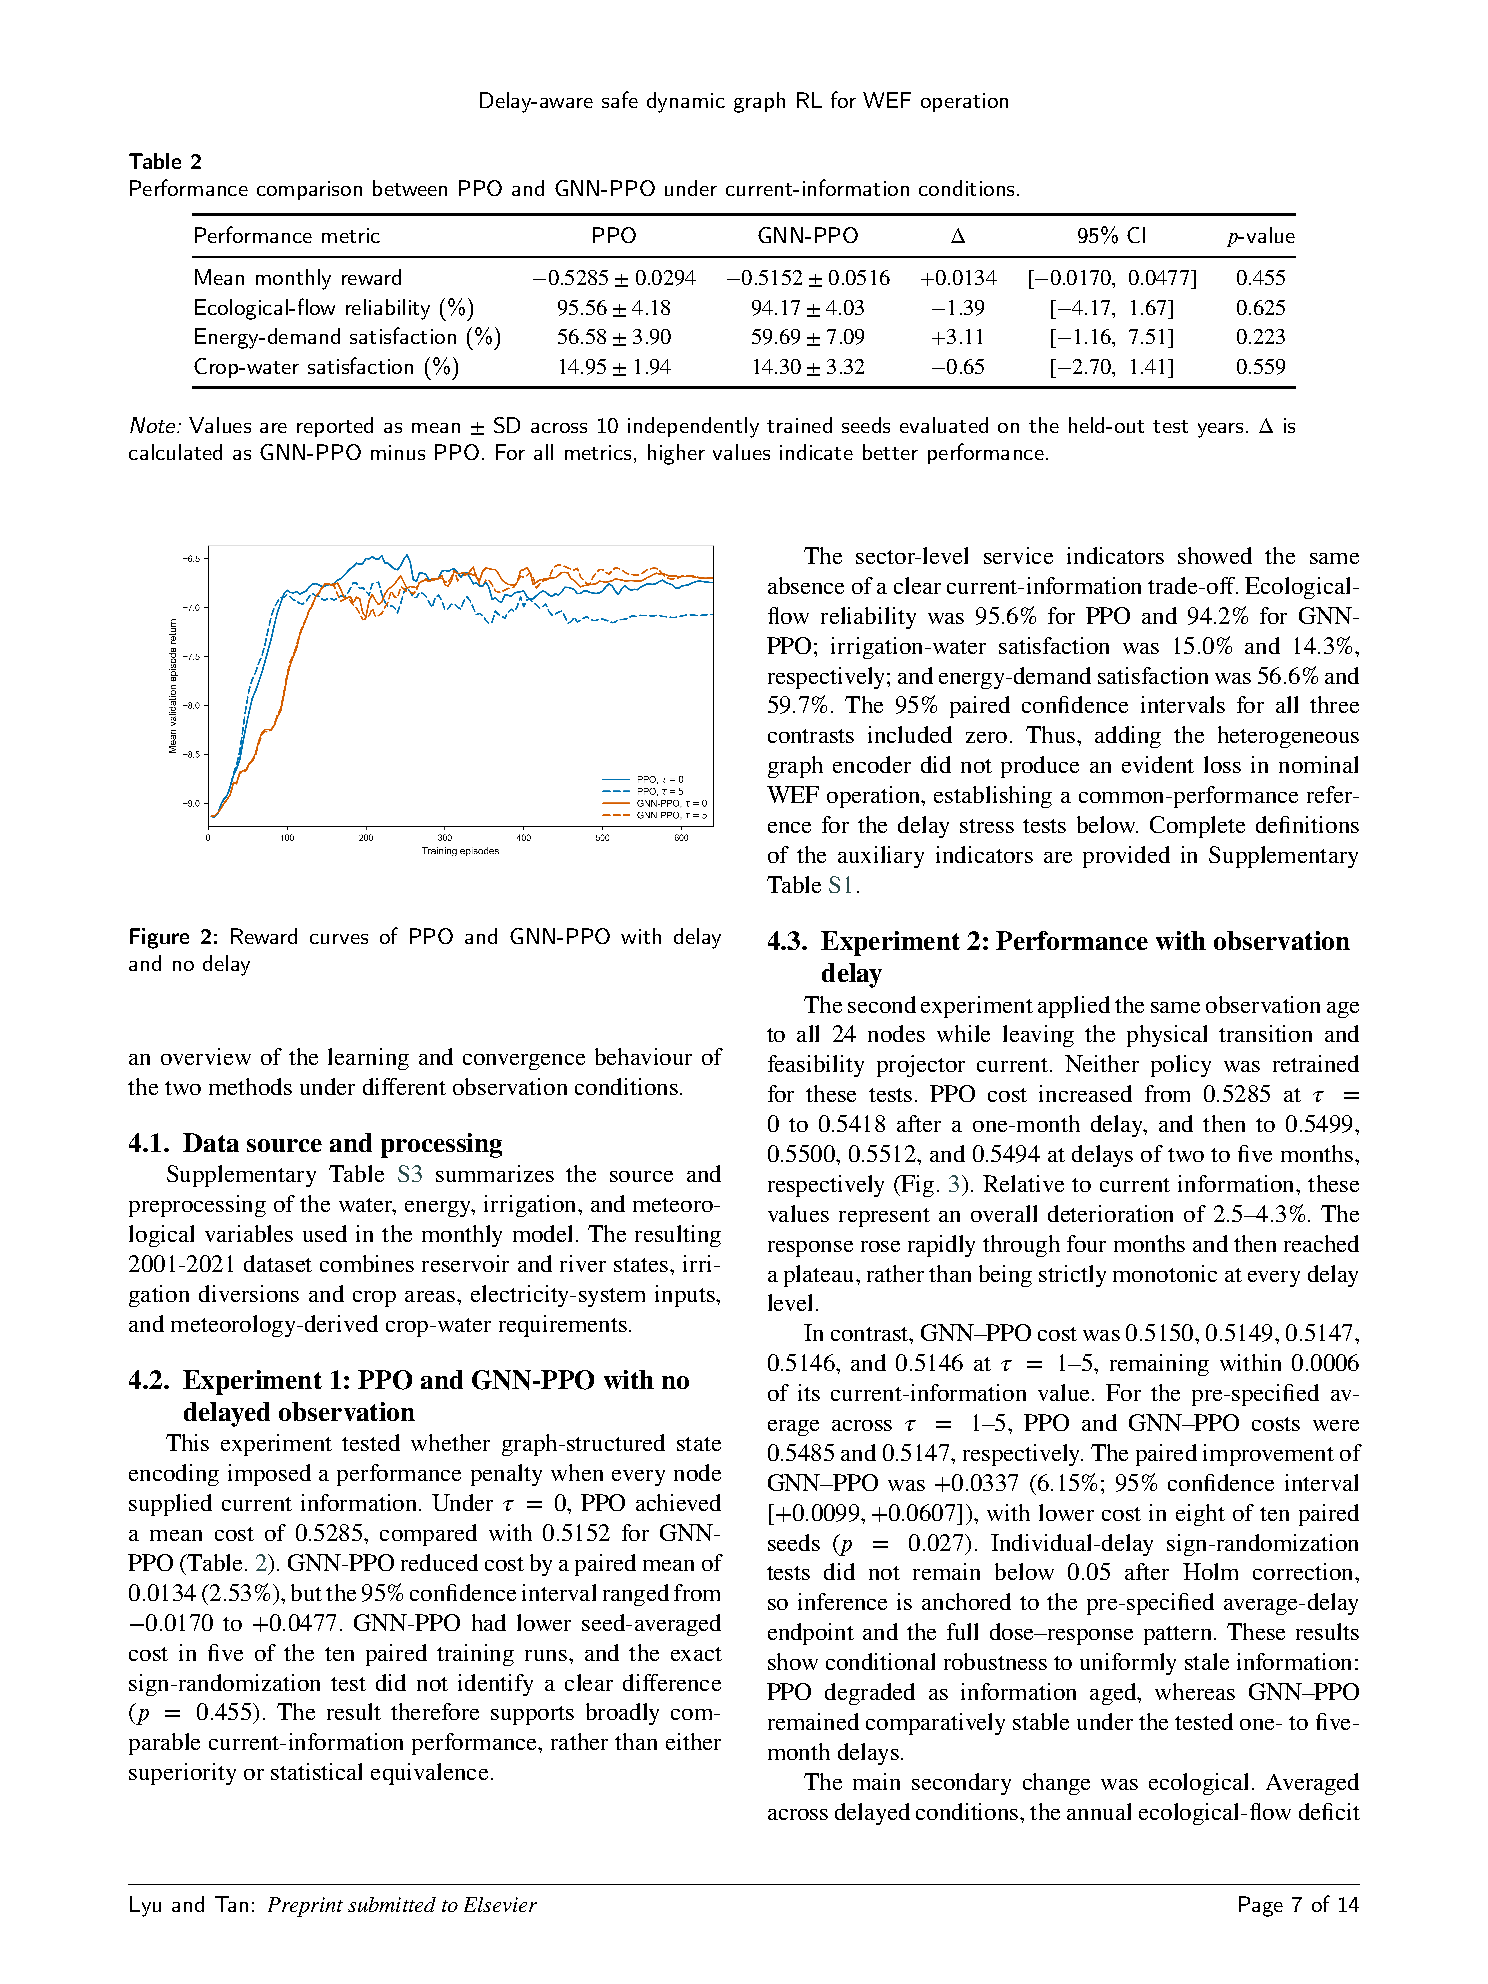 Delay-aware safe dynamic graph RL for WEF operation
Table 2
Performance comparison between PPO and GNN-PPO under current-information conditions.
Performance metric PPO GNN-PPO Δ 95% CI p-value
Mean monthly reward −0.5285 ± 0.0294 −0.5152 ± 0.0516 +0.0134 [−0.0170, 0.0477] 0.455
Ecological-flow reliability (%) 95.56 ± 4.18 94.17 ± 4.03 −1.39 [−4.17, 1.67] 0.625
Energy-demand satisfaction (%) 56.58 ± 3.90 59.69 ± 7.09 +3.11 [−1.16, 7.51] 0.223
Crop-water satisfaction (%) 14.95 ± 1.94 14.30 ± 3.32 −0.65 [−2.70, 1.41] 0.559
Note: Values are reported as mean ± SD across 10 independently trained seeds evaluated on the held-out test years. Δ is
calculated as GNN-PPO minus PPO. For all metrics, higher values indicate better performance.
Mean validation episode return
−6.5
−7.0
−7.5
−8.0
−8.5
−9.0
0 100 200 300 400 500 600
Training episodes
PPO, τ = 0
PPO, τ = 5
GNN-PPO, τ = 0
GNN-PPO, τ = 5
Figure 2: Reward curves of PPO and GNN-PPO with delay
and no delay
an overview of the learning and convergence behaviour of
the two methods under different observation conditions.
4.1. Data source and processing
Supplementary Table S3 summarizes the source and
preprocessing of the water, energy, irrigation, and meteoro-
logical variables used in the monthly model. The resulting
2001-2021 dataset combines reservoir and river states, irri-
gation diversions and crop areas, electricity-system inputs,
and meteorology-derived crop-water requirements.
4.2. Experiment 1: PPO and GNN-PPO with no
delayed observation
This experiment tested whether graph-structured state
encoding imposed a performance penalty when every node
supplied current information. Under τ = 0, PPO achieved
a mean cost of 0.5285, compared with 0.5152 for GNN-
PPO (Table. 2). GNN-PPO reduced cost by a paired mean of
0.0134 (2.53%), but the 95% confidence interval ranged from
−0.0170 to +0.0477. GNN-PPO had lower seed-averaged
cost in five of the ten paired training runs, and the exact
sign-randomization test did not identify a clear difference
(p = 0.455). The result therefore supports broadly com-
parable current-information performance, rather than either
superiority or statistical equivalence.
The sector-level service indicators showed the same
absence of a clear current-information trade-off. Ecological-
flow reliability was 95.6% for PPO and 94.2% for GNN-
PPO; irrigation-water satisfaction was 15.0% and 14.3%,
respectively; and energy-demand satisfaction was 56.6% and
59.7%. The 95% paired confidence intervals for all three
contrasts included zero. Thus, adding the heterogeneous
graph encoder did not produce an evident loss in nominal
WEF operation, establishing a common-performance refer-
ence for the delay stress tests below. Complete definitions
of the auxiliary indicators are provided in Supplementary
Table S1.
4.3. Experiment 2: Performance with observation
delay
The second experiment applied the same observation age
to all 24 nodes while leaving the physical transition and
feasibility projector current. Neither policy was retrained
for these tests. PPO cost increased from 0.5285 at τ =
0 to 0.5418 after a one-month delay, and then to 0.5499,
0.5500, 0.5512, and 0.5494 at delays of two to five months,
respectively (Fig. 3). Relative to current information, these
values represent an overall deterioration of 2.5–4.3%. The
response rose rapidly through four months and then reached
a plateau, rather than being strictly monotonic at every delay
level.
In contrast, GNN–PPO cost was 0.5150, 0.5149, 0.5147,
0.5146, and 0.5146 at τ = 1–5, remaining within 0.0006
of its current-information value. For the pre-specified av-
erage across τ = 1–5, PPO and GNN–PPO costs were
0.5485 and 0.5147, respectively. The paired improvement of
GNN–PPO was +0.0337 (6.15%; 95% confidence interval
[+0.0099, +0.0607]), with lower cost in eight of ten paired
seeds (p = 0.027). Individual-delay sign-randomization
tests did not remain below 0.05 after Holm correction,
so inference is anchored to the pre-specified average-delay
endpoint and the full dose–response pattern. These results
show conditional robustness to uniformly stale information:
PPO degraded as information aged, whereas GNN–PPO
remained comparatively stable under the tested one- to five-
month delays.
The main secondary change was ecological. Averaged
across delayed conditions, the annual ecological-flow deficit
Lyu and Tan: Preprint submitted to Elsevier
Page 7 of 14